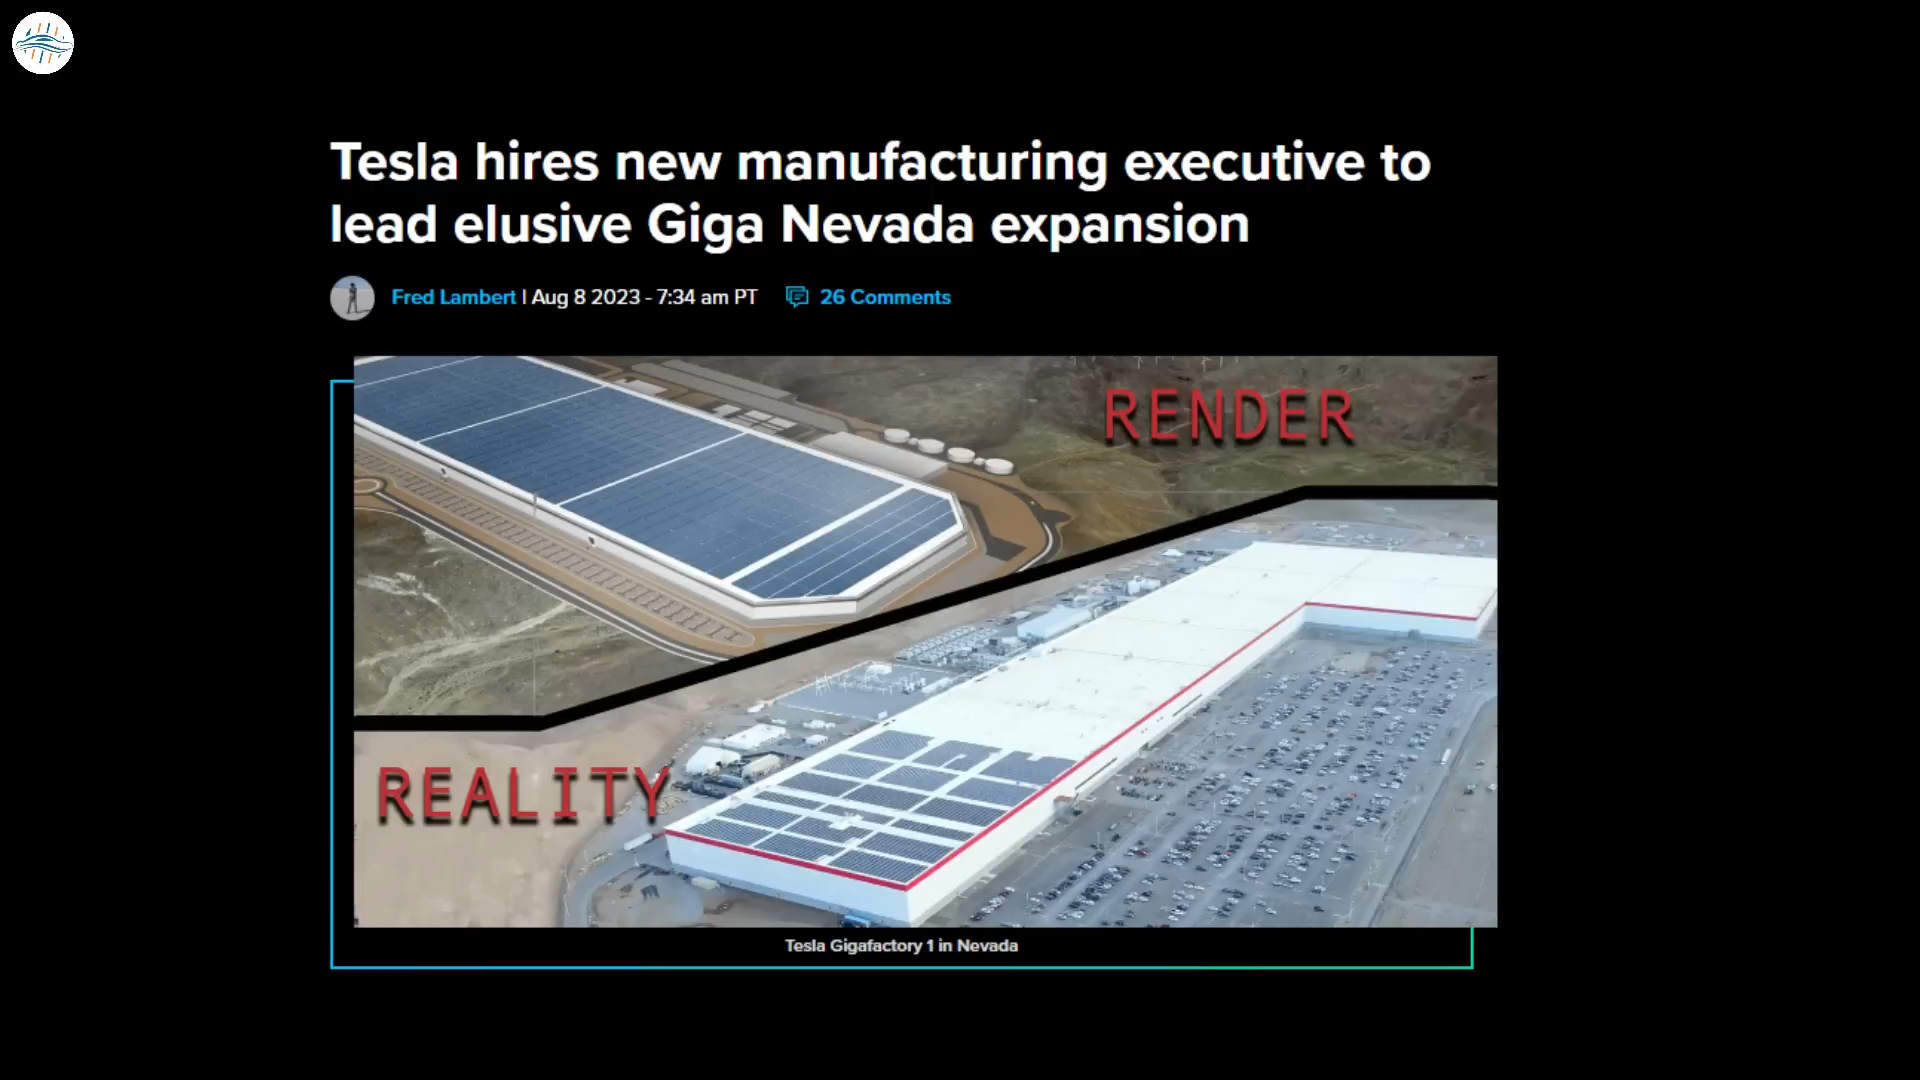 Tesla hires new manufacturing executive to
lead elusive Giga Nevada expansion
Fred Lambert | Aug 8 2023 - 7:34 am PT 26 Comments
RENDER
REALITY
Tesla Gigafactory 1 in Nevada